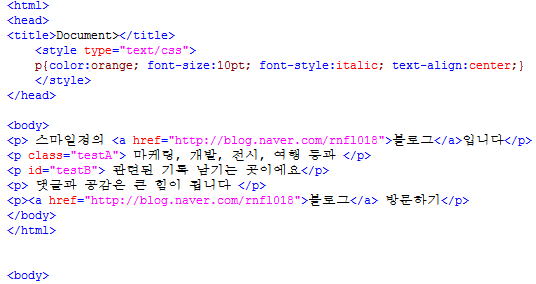 <html>
<head>
<title>Document></title>
<style type="text/css">
p{color:orange; font-size:10pt; font-style:italic; text-align:center;}
</style>
</head>
<body>
<p> 스마일정의 <a href="http://blog.naver.com/rnfl018">블로그</a>입니다</p>
<p class="testA"> 마케팅, 개발, 전시, 여행 등과 </p>
<p id="testB"> 관련된 기록 남기는 곳이에요</p>
<p> 댓글과 공감은 큰 힘이 됩니다 </p>
<p><a href="http://blog.naver.com/rnfl018">블로그</a> 방문하기</p>
</body>
</html>
<body>